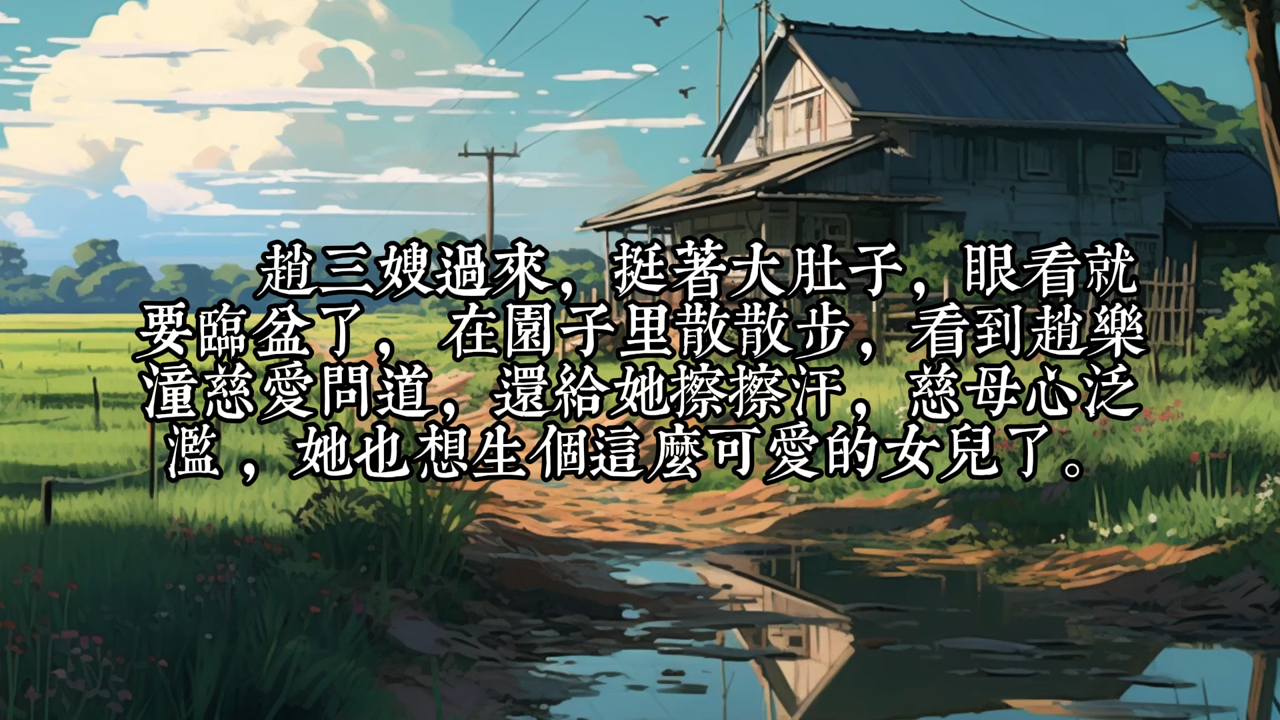 趙三嫂過來，挺著大肚子，眼看就
要臨盆了，在園子里散散步，看到趙樂
潼慈愛問道，還給她擦擦汗，慈母心泛
濫，她也想生個這麼可愛的女兒了。